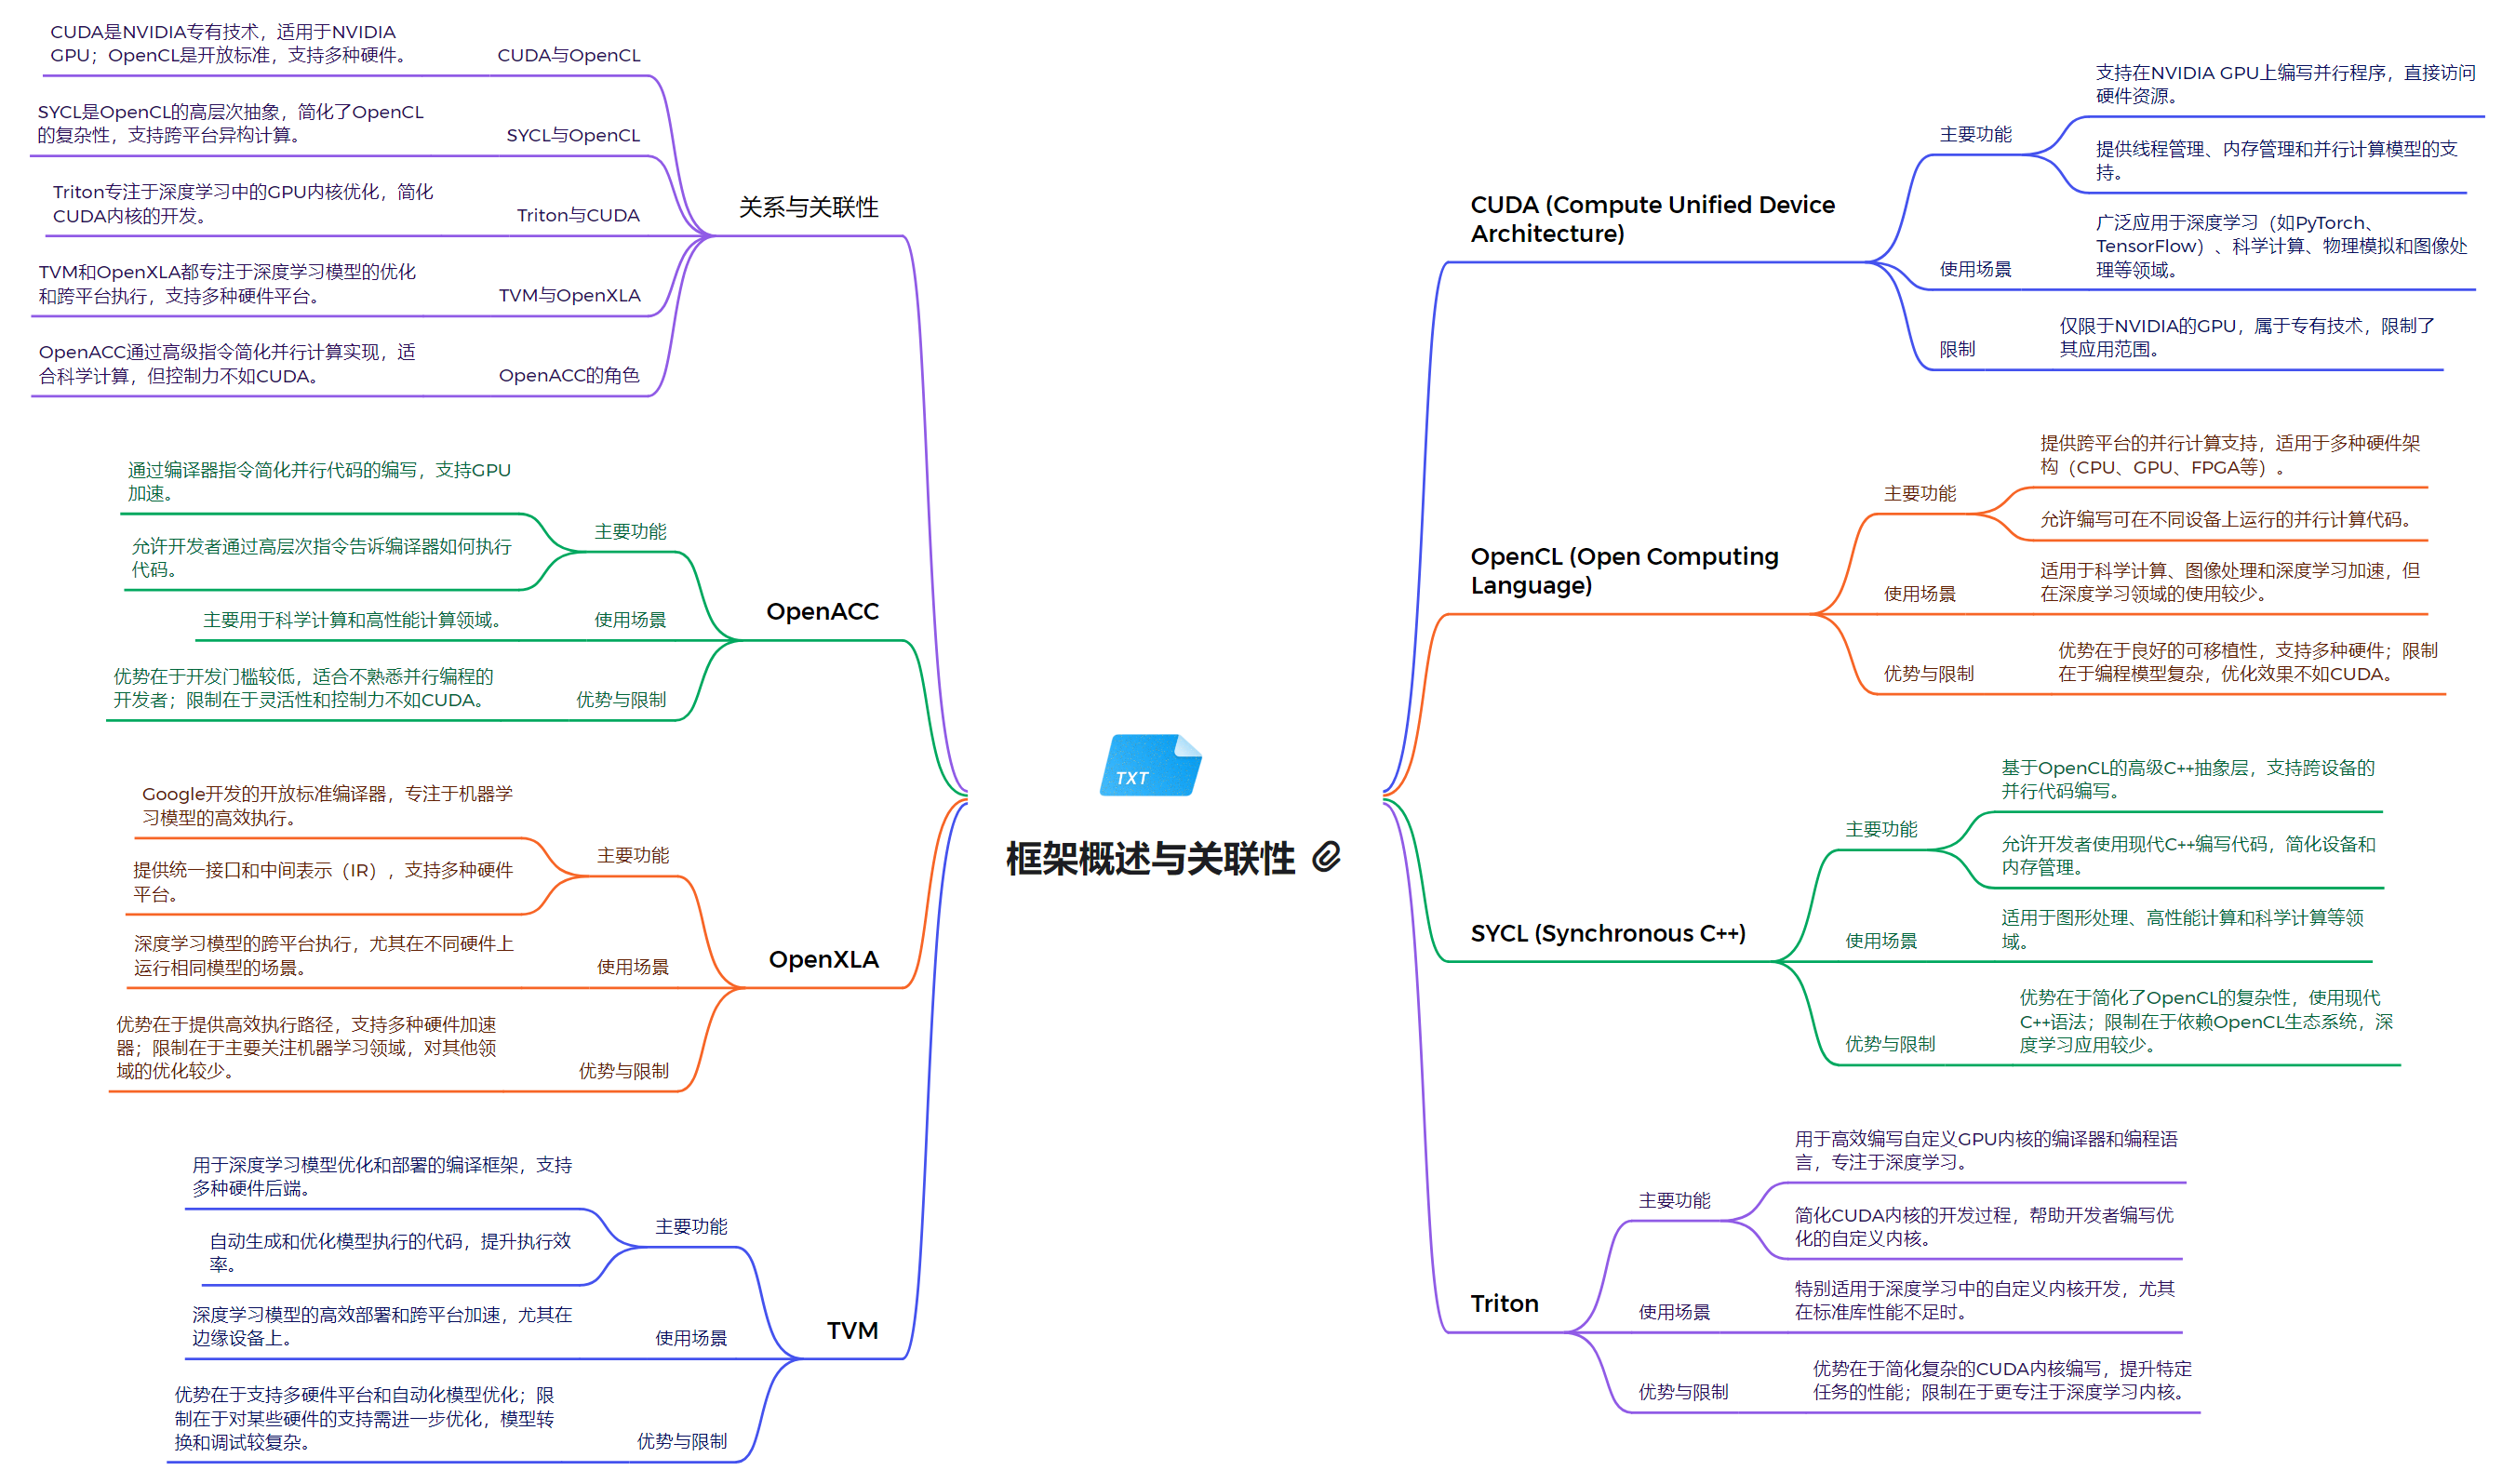 TXT
框架概述与关联性
CUDA (Compute Unified Device
Architecture)
主要功能
支持在NVIDIA GPU上编写并行程序，直接访问
硬件资源。
提供线程管理、内存管理和并行计算模型的支
持。
使用场景
广泛应用于深度学习（如PyTorch、
TensorFlow）、科学计算、物理模拟和图像处
理等领域。
限制
仅限于NVIDIA的GPU，属于专有技术，限制了
其应用范围。
OpenCL (Open Computing
Language)
主要功能
提供跨平台的并行计算支持，适用于多种硬件架
构（CPU、GPU、FPGA等）。
允许编写可在不同设备上运行的并行计算代码。
使用场景
适用于科学计算、图像处理和深度学习加速，但
在深度学习领域的使用较少。
优势与限制
优势在于良好的可移植性，支持多种硬件；限制
在于编程模型复杂，优化效果不如CUDA。
SYCL (Synchronous C++)
主要功能
基于OpenCL的高级C++抽象层，支持跨设备的
并行代码编写。
允许开发者使用现代C++编写代码，简化设备和
内存管理。
使用场景
适用于图形处理、高性能计算和科学计算等领
域。
优势与限制
优势在于简化了OpenCL的复杂性，使用现代
C++语法；限制在于依赖OpenCL生态系统，深
度学习应用较少。
Triton
主要功能
用于高效编写自定义GPU内核的编译器和编程语
言，专注于深度学习。
简化CUDA内核的开发过程，帮助开发者编写优
化的自定义内核。
使用场景
特别适用于深度学习中的自定义内核开发，尤其
在标准库性能不足时。
优势与限制
优势在于简化复杂的CUDA内核编写，提升特定
任务的性能；限制在于更专注于深度学习内核。
关系与关联性
CUDA与OpenCL
CUDA是NVIDIA专有技术，适用于NVIDIA
GPU；OpenCL是开放标准，支持多种硬件。
SYCL与OpenCL
SYCL是OpenCL的高层次抽象，简化了OpenCL
的复杂性，支持跨平台异构计算。
Triton与CUDA
Triton专注于深度学习中的GPU内核优化，简化
CUDA内核的开发。
TVM与OpenXLA
TVM和OpenXLA都专注于深度学习模型的优化
和跨平台执行，支持多种硬件平台。
OpenACC的角色
OpenACC通过高级指令简化并行计算实现，适
合科学计算，但控制力不如CUDA。
OpenACC
主要功能
通过编译器指令简化并行代码的编写，支持GPU
加速。
允许开发者通过高层次指令告诉编译器如何执行
代码。
使用场景
主要用于科学计算和高性能计算领域。
优势与限制
优势在于开发门槛较低，适合不熟悉并行编程的
开发者；限制在于灵活性和控制力不如CUDA。
OpenXLA
主要功能
Google开发的开放标准编译器，专注于机器学
习模型的高效执行。
提供统一接口和中间表示（IR），支持多种硬件
平台。
使用场景
深度学习模型的跨平台执行，尤其在不同硬件上
运行相同模型的场景。
优势与限制
优势在于提供高效执行路径，支持多种硬件加速
器；限制在于主要关注机器学习领域，对其他领
域的优化较少。
TVM
主要功能
用于深度学习模型优化和部署的编译框架，支持
多种硬件后端。
自动生成和优化模型执行的代码，提升执行效
率。
使用场景
深度学习模型的高效部署和跨平台加速，尤其在
边缘设备上。
优势与限制
优势在于支持多硬件平台和自动化模型优化；限
制在于对某些硬件的支持需进一步优化，模型转
换和调试较复杂。